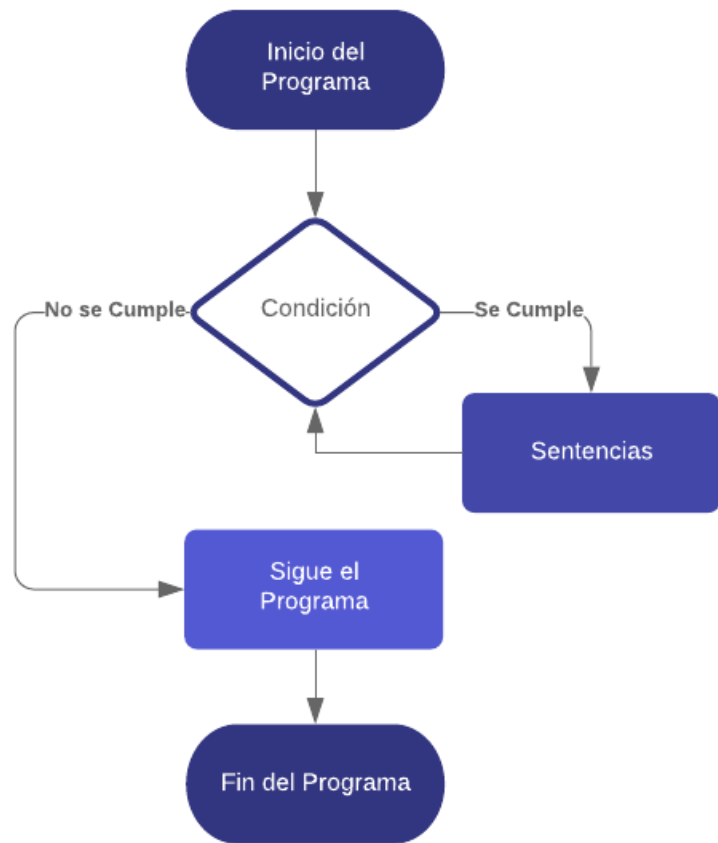 Inicio del
Programa
Condición
No se Cumple
Se Cumple
Sentencias
Sigue el
Programa
Fin del Programa